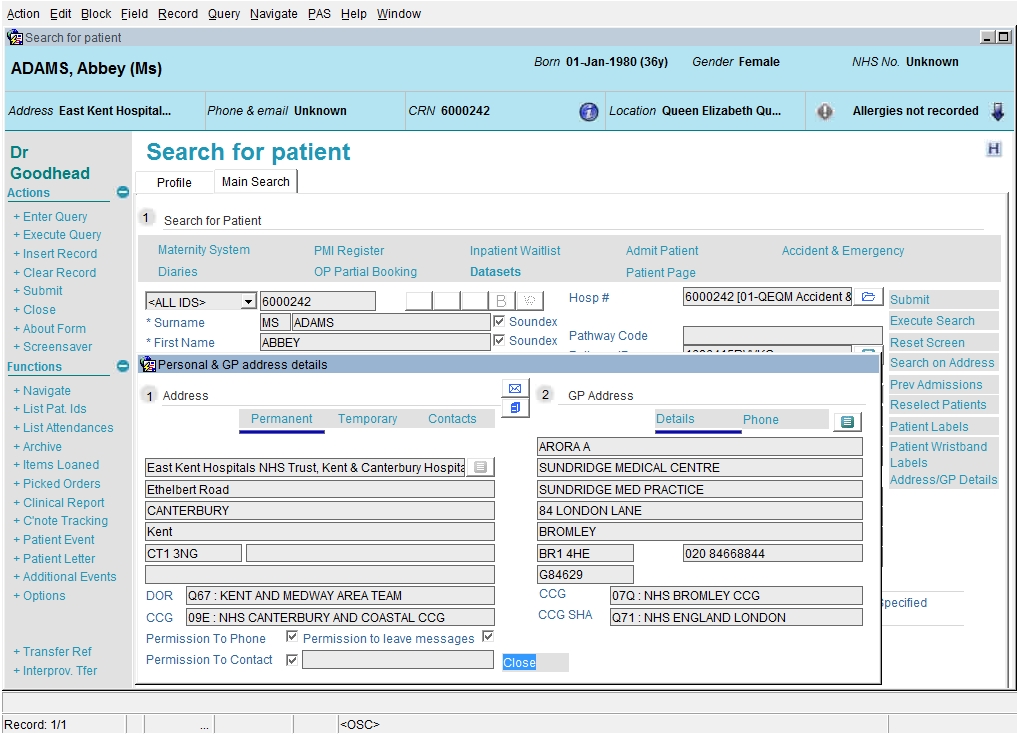 Action Edit Block Field Record Query Navigate PAS Help Window
Search for patient
ADAMS, Abbey (Ms)
Born 01-Jan-1980 (36y) Gender Female NHS No. Unknown
Address East Kent Hospital... Phone & email Unknown CRN 6000242 Location Queen Elizabeth Qu... Allergies not recorded
Dr
Goodhead
Actions
+ Enter Query
+ Execute Query
+ Insert Record
+ Clear Record
+ Submit
+ Close
+ About Form
+ Screensaver
Functions
+ Navigate
+ List Pat. Ids
+ List Attendances
+ Archive
+ Items Loaned
+ Picked Orders
+ Clinical Report
+ C'note Tracking
+ Patient Event
+ Patient Letter
+ Additional Events
+ Options
+ Transfer Ref
+ Interprov. Tfer
Search for patient H
Profile Main Search
1 Search for Patient
Maternity System PMI Register Inpatient Waitlist Admit Patient Accident & Emergency
Diaries OP Partial Booking Datasets Patient Page
<ALL IDS> 6000242 B Hosp # 6000242 [01-QEQM Accident &
* Surname MS ADAMS Soundex
* First Name ABBEY Soundex Pathway Code
Submit
Execute Search
Reset Screen
Search on Address
Prev Admissions
Reselect Patients
Patient Labels
Patient Wristband
Labels
Address/GP Details
Personal & GP address details
1 Address
Permanent Temporary Contacts
East Kent Hospitals NHS Trust, Kent & Canterbury Hospita
Ethelbert Road
CANTERBURY
Kent
CT1 3NG
DOR Q67 : KENT AND MEDWAY AREA TEAM
CCG 09E : NHS CANTERBURY AND COASTAL CCG
Permission To Phone Permission to leave messages
Permission To Contact
Close
2 GP Address
Details Phone
ARORA A
SUNDRIDGE MEDICAL CENTRE
SUNDRIDGE MED PRACTICE
84 LONDON LANE
BROMLEY
BR1 4HE 020 84668844
G84629
CCG 07Q : NHS BROMLEY CCG
CCG SHA Q71 : NHS ENGLAND LONDON
pecified
Record: 1/1 ... <OSC>